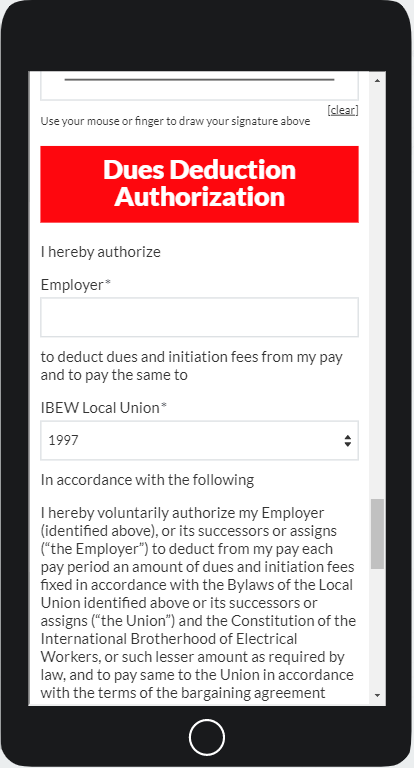 [clear]
Use your mouse or finger to draw your signature above
Dues Deduction
Authorization
I hereby authorize
Employer*
to deduct dues and initiation fees from my pay
and to pay the same to
IBEW Local Union*
1997
In accordance with the following
I hereby voluntarily authorize my Employer
(identified above), or its successors or assigns
(“the Employer”) to deduct from my pay each
pay period an amount of dues and initiation fees
fixed in accordance with the Bylaws of the Local
Union identified above or its successors or
assigns (“the Union”) and the Constitution of the
International Brotherhood of Electrical
Workers, or such lesser amount as required by
law, and to pay same to the Union in accordance
with the terms of the bargaining agreement